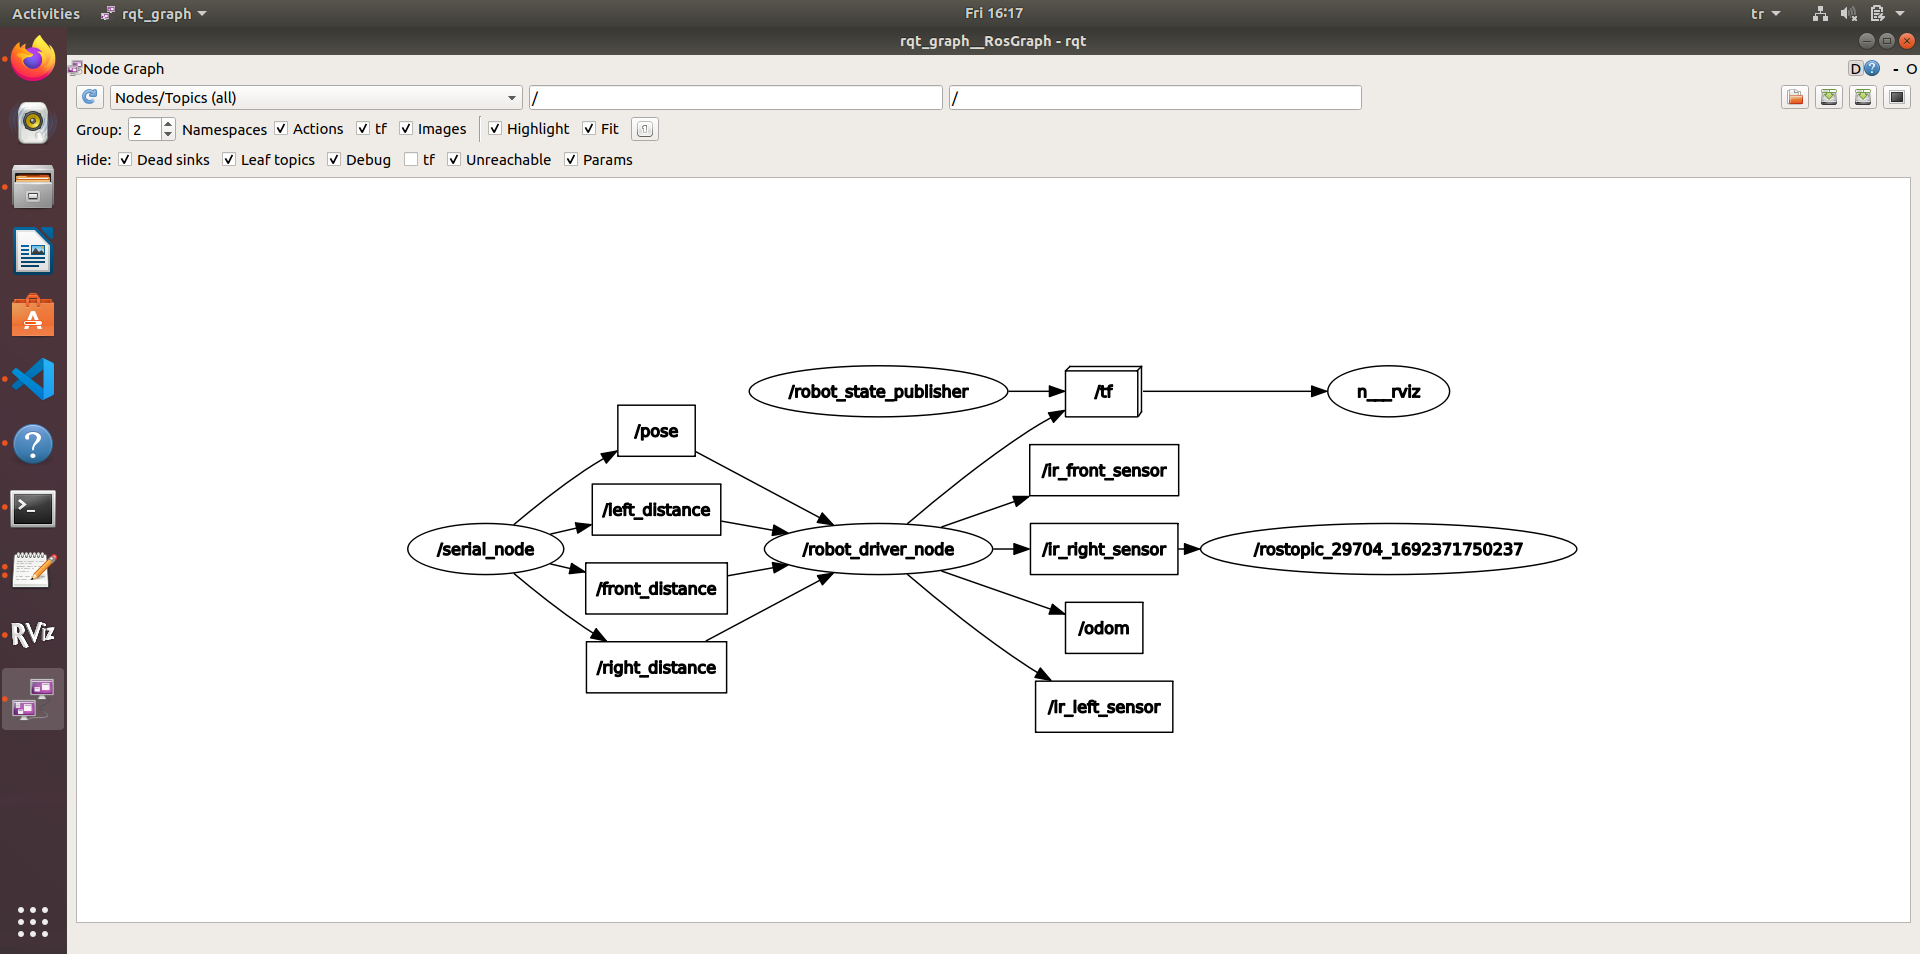 Activities rqt_graph Fri 16:17 tr
rqt_graph__RosGraph - rqt
Node Graph D ? - O
Nodes/Topics (all) / /
Group: 2 Namespaces Actions tf Images Highlight Fit
Hide: Dead sinks Leaf topics Debug tf Unreachable Params
/robot_state_publisher /tf n___rviz
/pose
/ir_front_sensor
/left_distance
/serial_node /robot_driver_node /ir_right_sensor /rostopic_29704_1692371750237
/front_distance
/odom
/right_distance
/ir_left_sensor
RViz